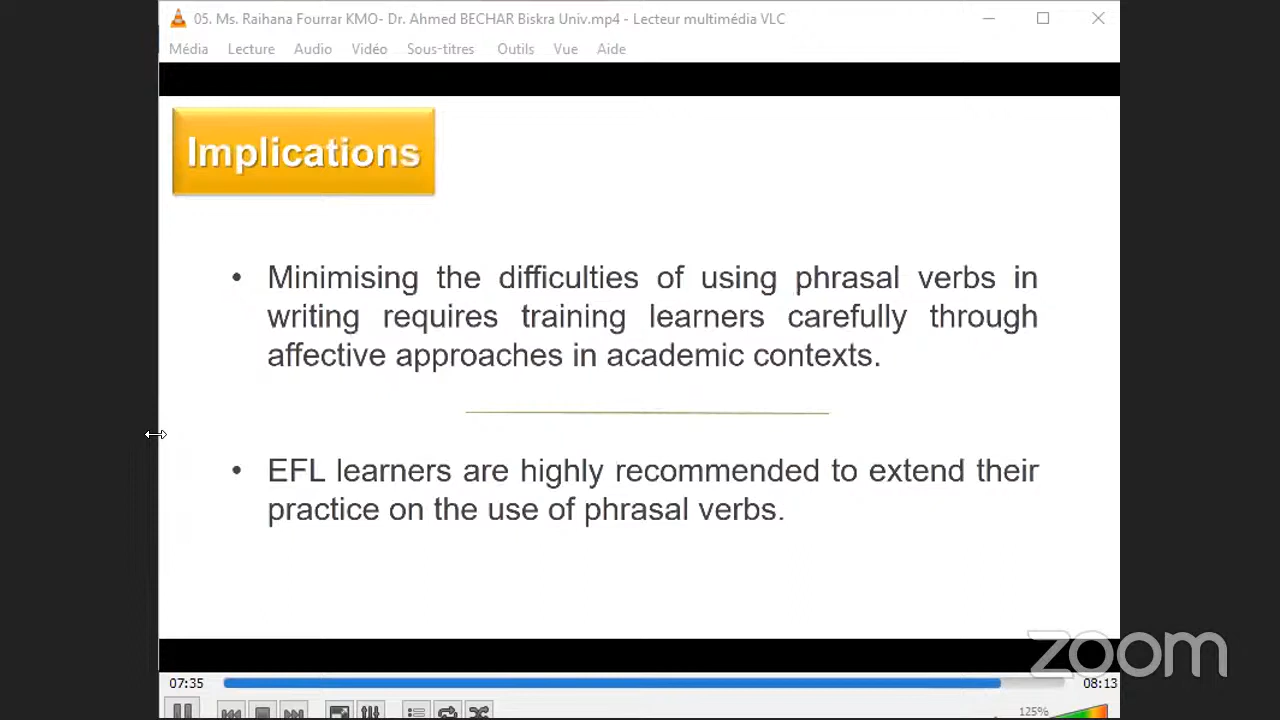 05. Ms. Raihana Fourrar KMO- Dr. Ahmed BECHAR Biskra Univ.mp4 - Lecteur multimédia VLC
Média Lecture Audio Vidéo Sous-titres Outils Vue Aide
Implications
• Minimising the difficulties of using phrasal verbs in
writing requires training learners carefully through
affective approaches in academic contexts.
• EFL learners are highly recommended to extend their
practice on the use of phrasal verbs.
zoom
07:35 08:13
125%